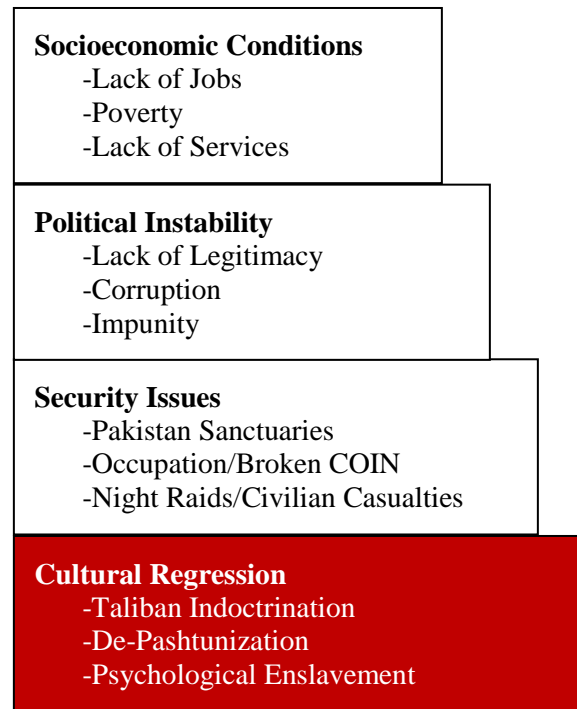 Socioeconomic Conditions
-Lack of Jobs
-Poverty
-Lack of Services
Political Instability
-Lack of Legitimacy
-Corruption
-Impunity
Security Issues
-Pakistan Sanctuaries
-Occupation/Broken COIN
-Night Raids/Civilian Casualties
Cultural Regression
-Taliban Indoctrination
-De-Pashtunization
-Psychological Enslavement